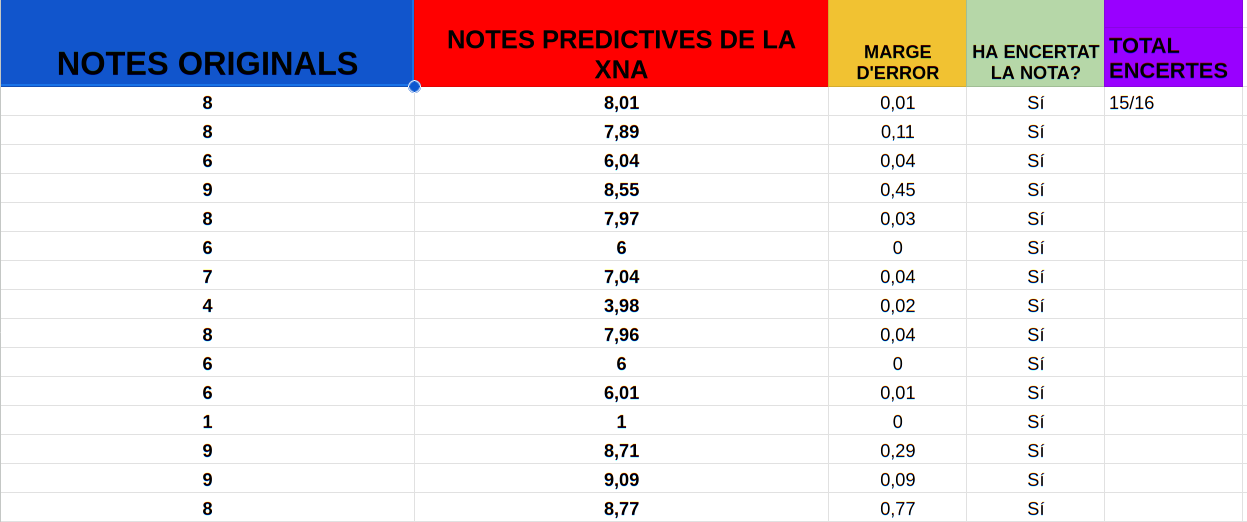 NOTES ORIGINALS
NOTES PREDICTIVES DE LA
XNA
MARGE
D'ERROR
HA ENCERTAT
LA NOTA?
TOTAL
ENCERTES
8 8,01 0,01 Sí 15/16
8 7,89 0,11 Sí
6 6,04 0,04 Sí
9 8,55 0,45 Sí
8 7,97 0,03 Sí
6 6 0 Sí
7 7,04 0,04 Sí
4 3,98 0,02 Sí
8 7,96 0,04 Sí
6 6 0 Sí
6 6,01 0,01 Sí
1 1 0 Sí
9 8,71 0,29 Sí
9 9,09 0,09 Sí
8 8,77 0,77 Sí